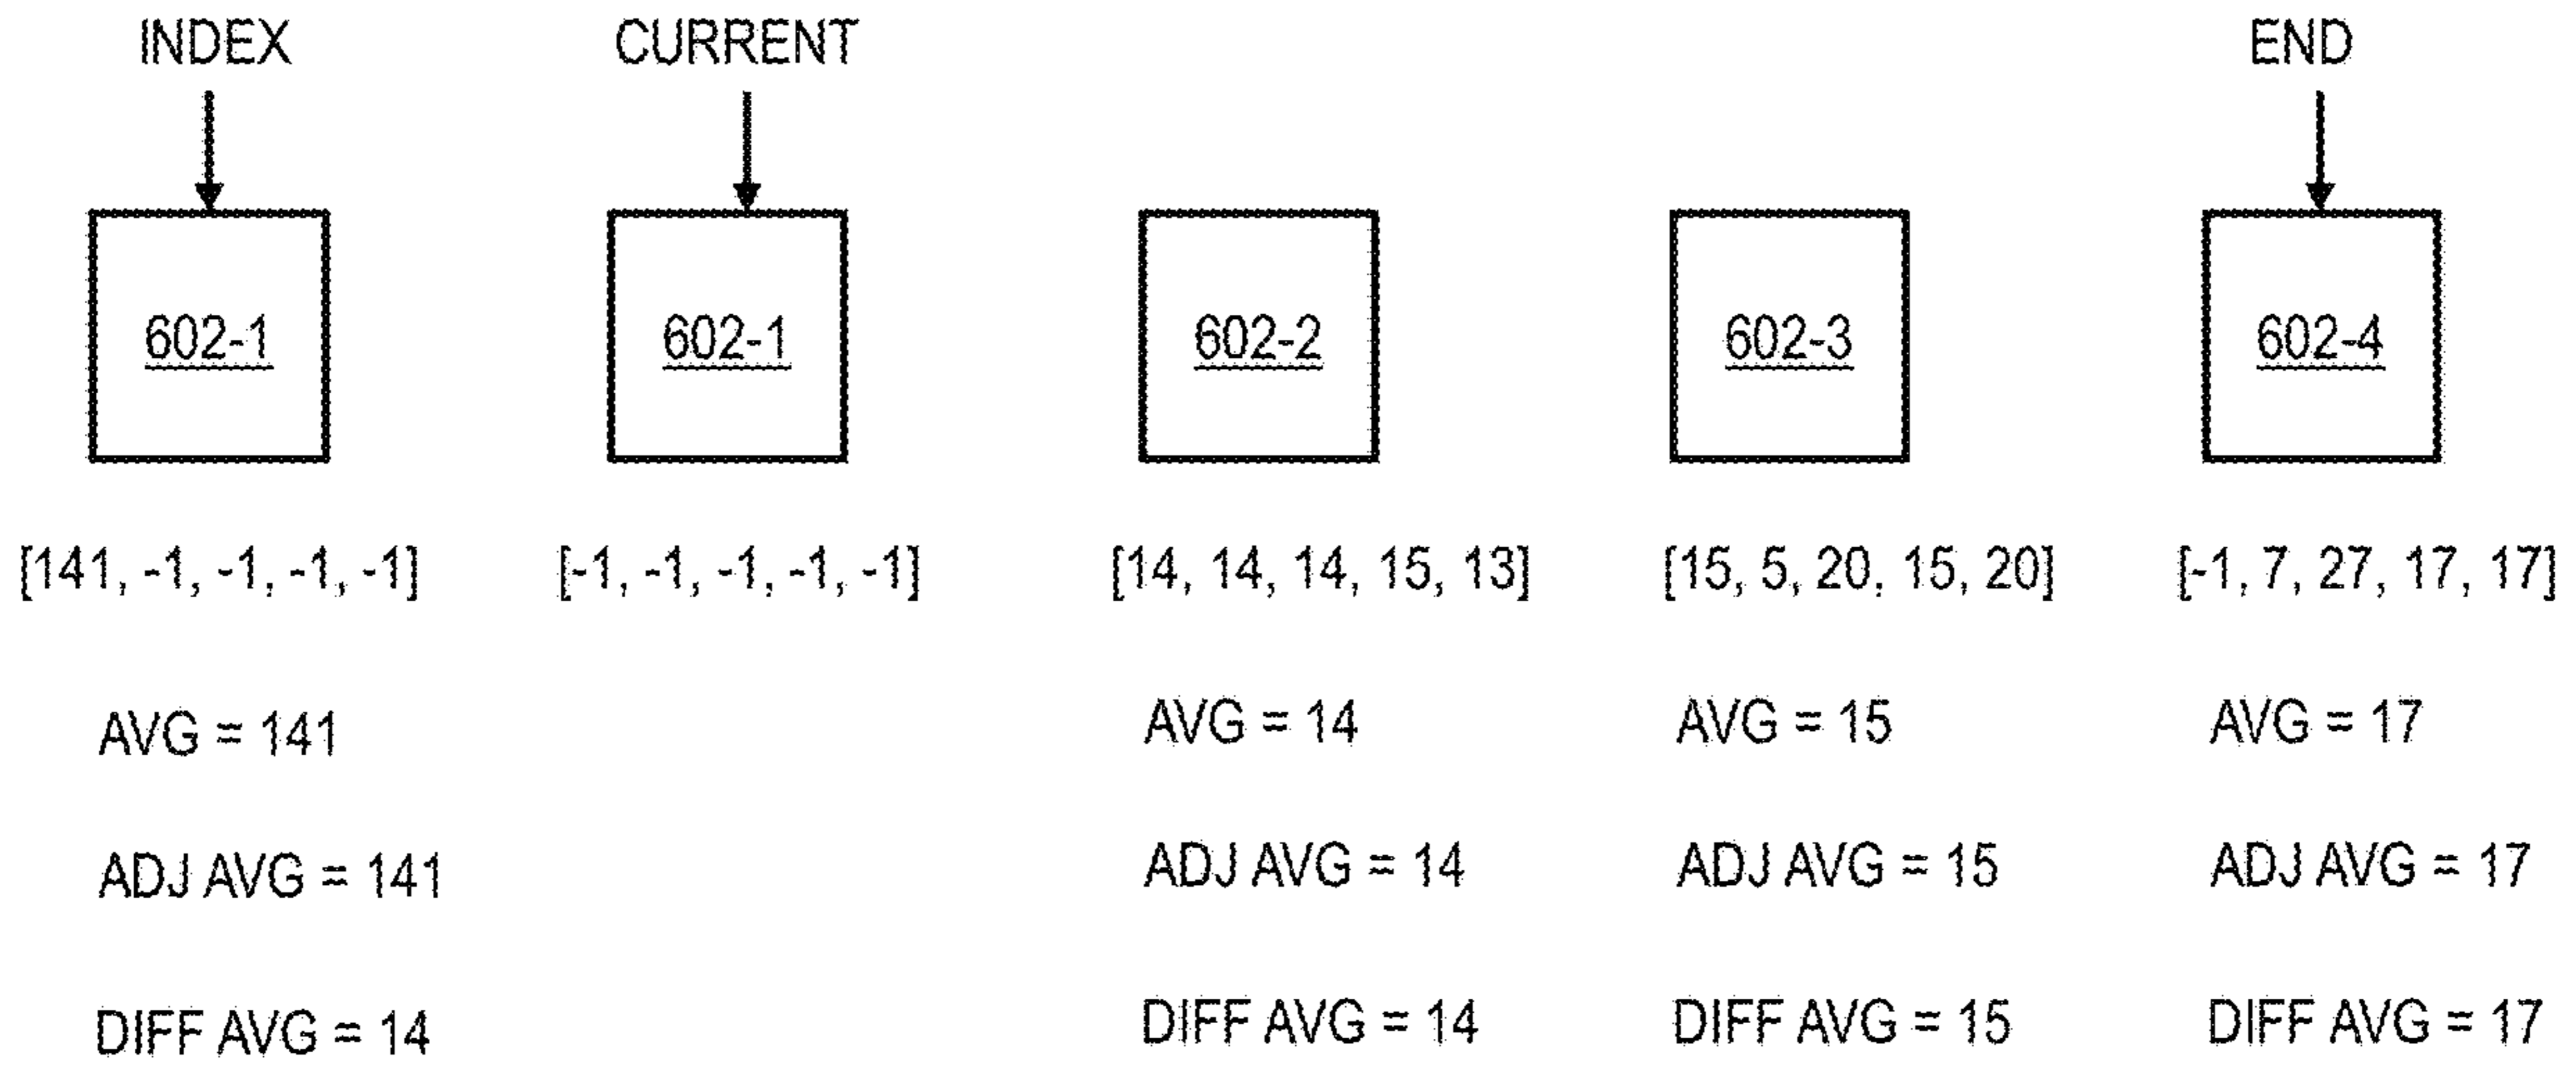 INDEX CURRENT END
602-1 602-1 602-2 602-3 602-4
[141, -1, -1, -1, -1] [-1, -1, -1, -1, -1] [14, 14, 14, 15, 13] [15, 5, 20, 15, 20] [-1, 7, 27, 17, 17]
AVG = 141 AVG = 14 AVG = 15 AVG = 17
ADJ AVG = 141 ADJ AVG = 14 ADJ AVG = 15 ADJ AVG = 17
DIFF AVG = 14 DIFF AVG = 14 DIFF AVG = 15 DIFF AVG = 17